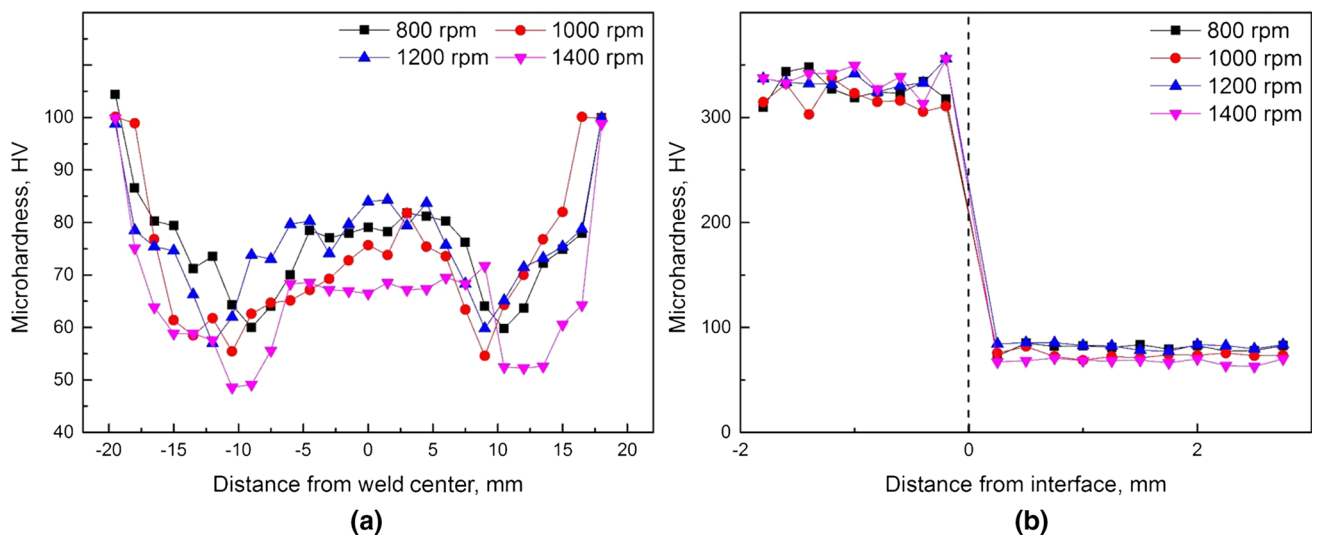 800 rpm 1000 rpm
1200 rpm 1400 rpm
Microhardness, HV
100
90
80
70
60
50
40
-20 -15 -10 -5 0 5 10 15 20
Distance from weld center, mm
(a)
800 rpm
1000 rpm
1200 rpm
1400 rpm
Microhardness, HV
300
200
100
0
-2 0 2
Distance from interface, mm
(b)